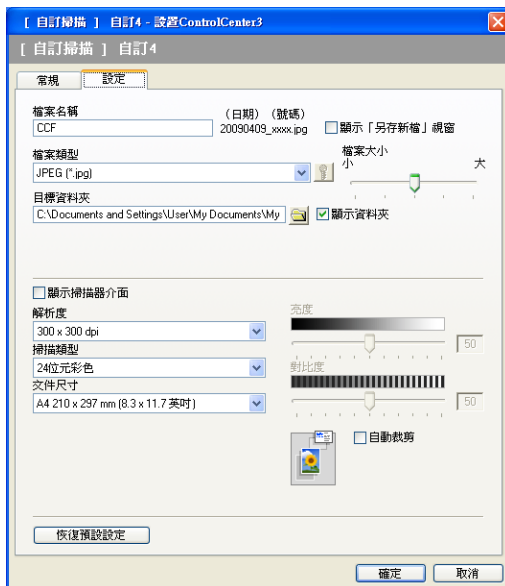 [ 自訂掃描 ] 自訂4 - 設置ControlCenter3
[ 自訂掃描 ] 自訂4
常規 設定
檔案名稱 (日期) (號碼)
CCF 20090409_xxxx.jpg 顯示「另存新檔」視窗
檔案類型 檔案大小
JPEG (*.jpg) 小 大
目標資料夾
C:\Documents and Settings\User\My Documents\My 顯示資料夾
顯示掃描器介面
解析度 亮度
300 x 300 dpi 50
掃描類型 對比度
24位元彩色 50
文件尺寸
A4 210 x 297 mm (8.3 x 11.7 英吋)
自動裁剪
恢復預設設定
確定 取消